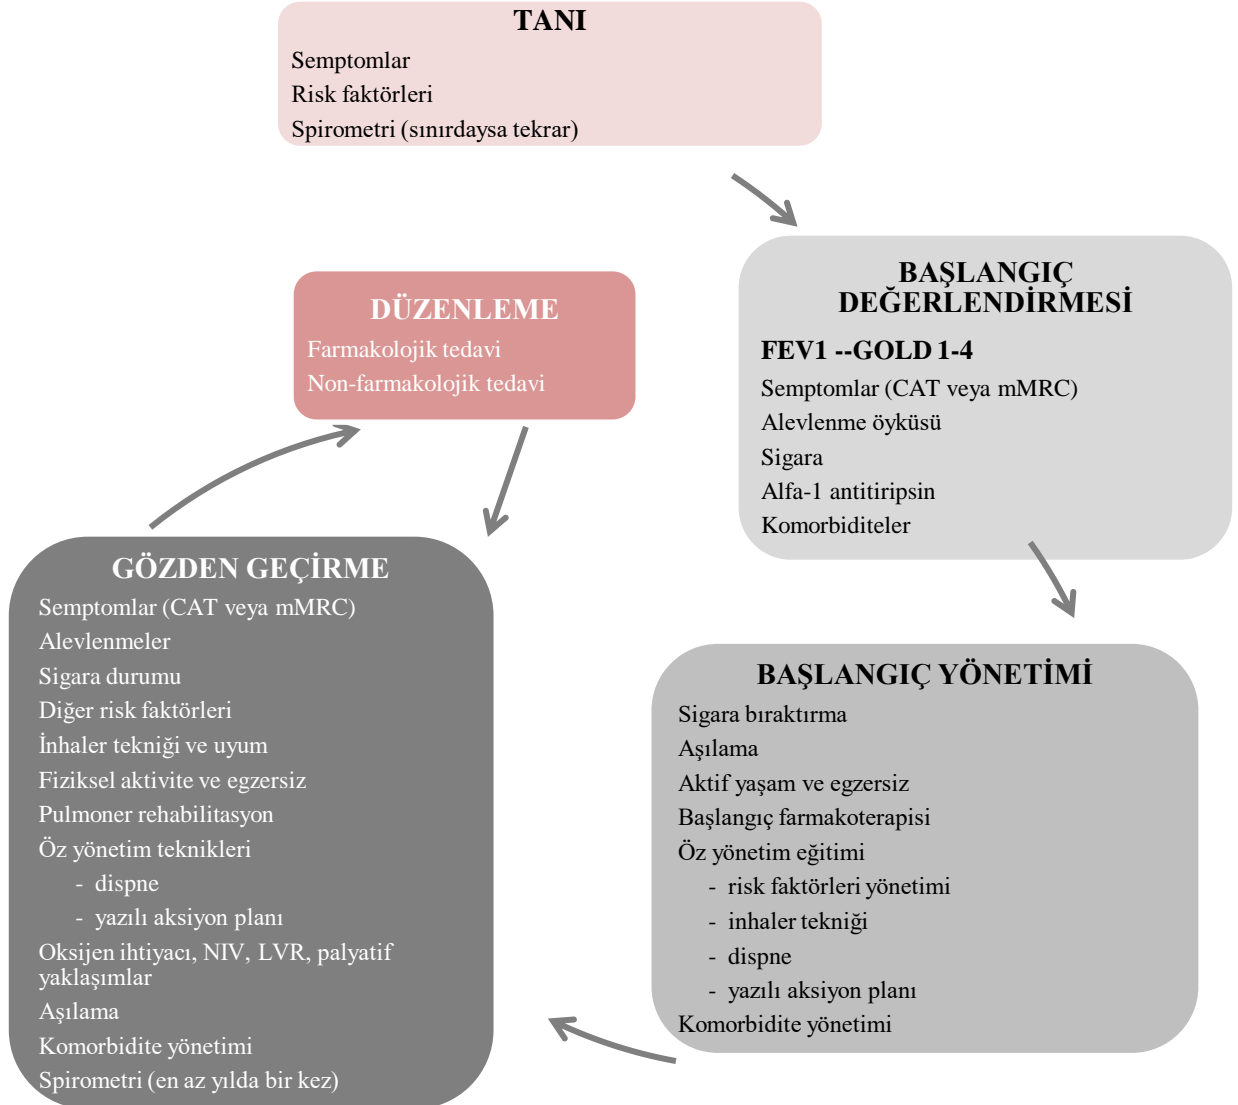 TANI
Semptomlar
Risk faktörleri
Spirometri (sınırdaysa tekrar)
BAŞLANGIÇ
DEĞERLENDİRMESİ
FEV1 --GOLD 1-4
Semptomlar (CAT veya mMRC)
Alevlenme öyküsü
Sigara
Alfa-1 antitiripsin
Komorbiditeler
BAŞLANGIÇ YÖNETİMİ
Sigara bıraktırma
Aşılama
Aktif yaşam ve egzersiz
Başlangıç farmakoterapisi
Öz yönetim eğitimi
- risk faktörleri yönetimi
- inhaler tekniği
- dispne
- yazılı aksiyon planı
Komorbidite yönetimi
GÖZDEN GEÇİRME
Semptomlar (CAT veya mMRC)
Alevlenmeler
Sigara durumu
Diğer risk faktörleri
İnhaler tekniği ve uyum
Fiziksel aktivite ve egzersiz
Pulmoner rehabilitasyon
Öz yönetim teknikleri
- dispne
- yazılı aksiyon planı
Oksijen ihtiyacı, NIV, LVR, palyatif
yaklaşımlar
Aşılama
Komorbidite yönetimi
Spirometri (en az yılda bir kez)
DÜZENLEME
Farmakolojik tedavi
Non-farmakolojik tedavi